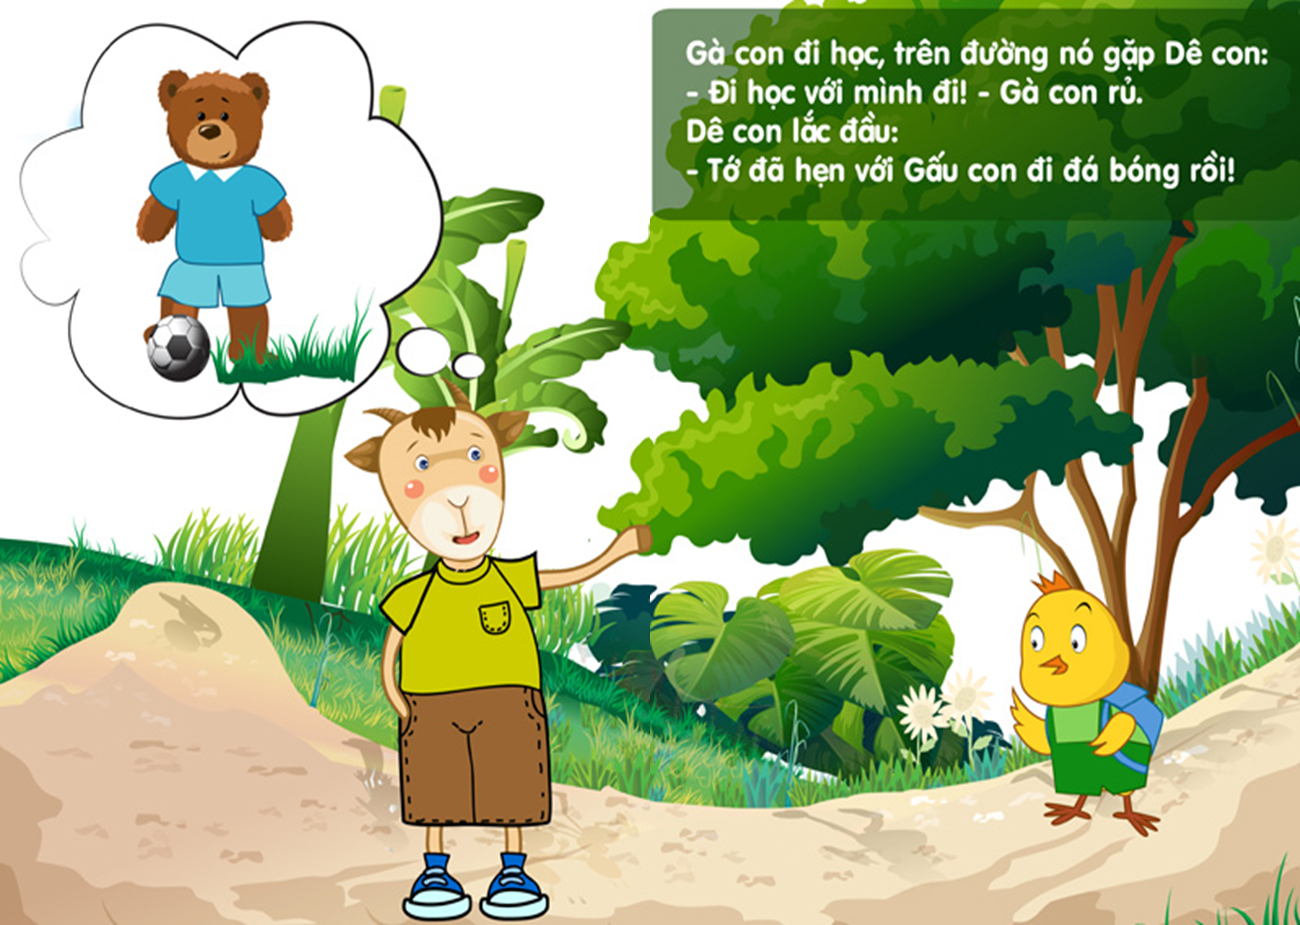 Gà con đi học, trên đường nó gặp Dê con:
- Đi học với mình đi! - Gà con rủ.
Dê con lắc đầu:
- Tớ đã hẹn với Gấu con đi đá bóng rồi!